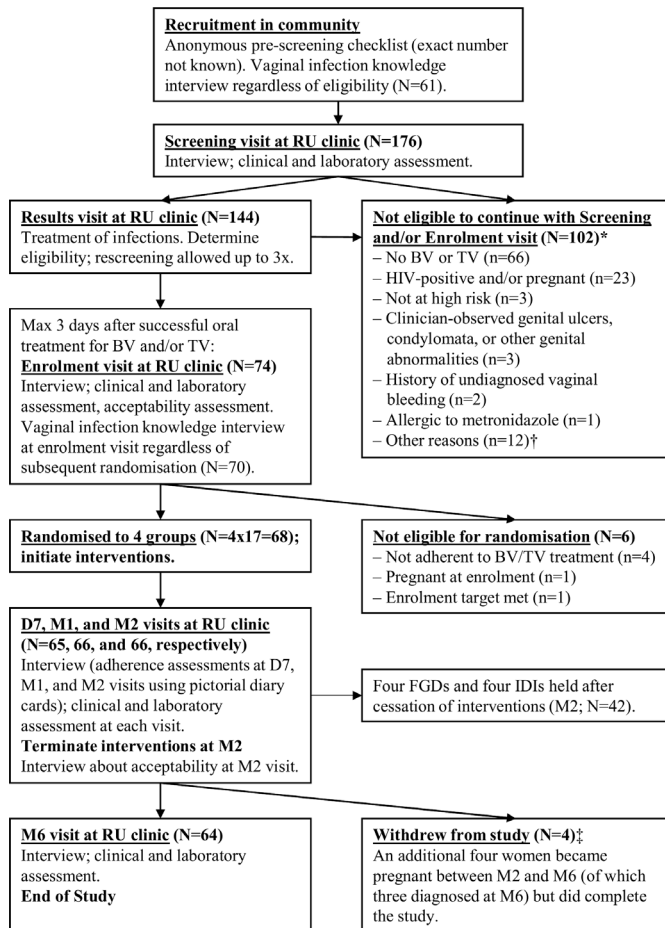 Recruitment in community
Anonymous pre-screening checklist (exact number
not known). Vaginal infection knowledge
interview regardless of eligibility (N=61).
Screening visit at RU clinic (N=176)
Interview; clinical and laboratory assessment.
Results visit at RU clinic (N=144)
Treatment of infections. Determine
eligibility; rescreening allowed up to 3x.
Not eligible to continue with Screening
and/or Enrolment visit (N=102)*
– No BV or TV (n=66)
– HIV-positive and/or pregnant (n=23)
– Not at high risk (n=3)
– Clinician-observed genital ulcers,
condylomata, or other genital
abnormalities (n=3)
– History of undiagnosed vaginal
bleeding (n=2)
– Allergic to metronidazole (n=1)
– Other reasons (n=12)†
Max 3 days after successful oral
treatment for BV and/or TV:
Enrolment visit at RU clinic (N=74)
Interview; clinical and laboratory
assessment, acceptability assessment.
Vaginal infection knowledge interview
at enrolment visit regardless of
subsequent randomisation (N=70).
Randomised to 4 groups (N=4x17=68);
initiate interventions.
Not eligible for randomisation (N=6)
– Not adherent to BV/TV treatment (n=4)
– Pregnant at enrolment (n=1)
– Enrolment target met (n=1)
D7, M1, and M2 visits at RU clinic
(N=65, 66, and 66, respectively)
Interview (adherence assessments at D7,
M1, and M2 visits using pictorial diary
cards); clinical and laboratory
assessment at each visit.
Terminate interventions at M2
Interview about acceptability at M2 visit.
Four FGDs and four IDIs held after
cessation of interventions (M2; N=42).
M6 visit at RU clinic (N=64)
Interview; clinical and laboratory
assessment.
End of Study
Withdrew from study (N=4)‡
An additional four women became
pregnant between M2 and M6 (of which
three diagnosed at M6) but did complete
the study.